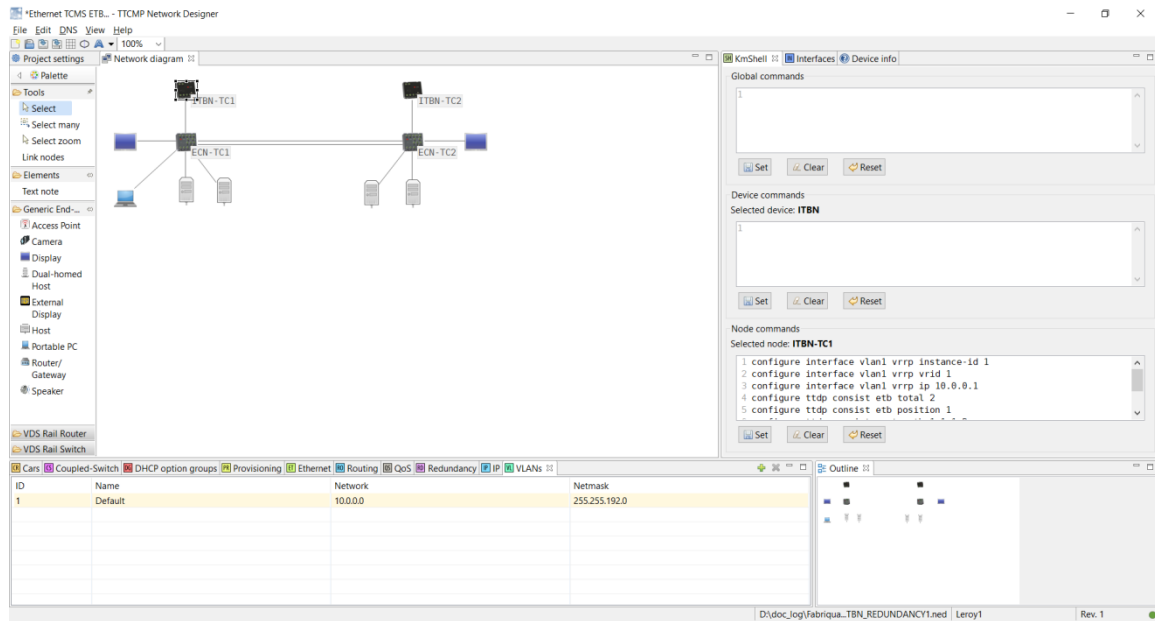 *Ethernet TCMS ETB... - TTCMP Network Designer
File Edit DNS View Help
100%
Project settings
Network diagram
KmShell
Interfaces
Device info
Palette
Tools
Select
Select many
Select zoom
Link nodes
Elements
Text note
Generic End-...
Access Point
Camera
Display
Dual-homed
Host
External
Display
Host
Portable PC
Router/
Gateway
Speaker
VDS Rail Router
VDS Rail Switch
ITBN-TC1
ITBN-TC2
ECN-TC1
ECN-TC2
Global commands
1
Set Clear Reset
Device commands
Selected device: ITBN
1
Set Clear Reset
Node commands
Selected node: ITBN-TC1
1 configure interface vlan1 vrrp instance-id 1
2 configure interface vlan1 vrrp vrid 1
3 configure interface vlan1 vrrp ip 10.0.0.1
4 configure ttdp consist etb total 2
5 configure ttdp consist etb position 1
Set Clear Reset
Cars Coupled-Switch DHCP option groups Provisioning Ethernet Routing QoS Redundancy IP VLANs
Outline
ID Name Network Netmask
1 Default 10.0.0.0 255.255.192.0
D:\doc_log\Fabriqua...TBN_REDUNDANCY1.ned Leroy1 Rev. 1